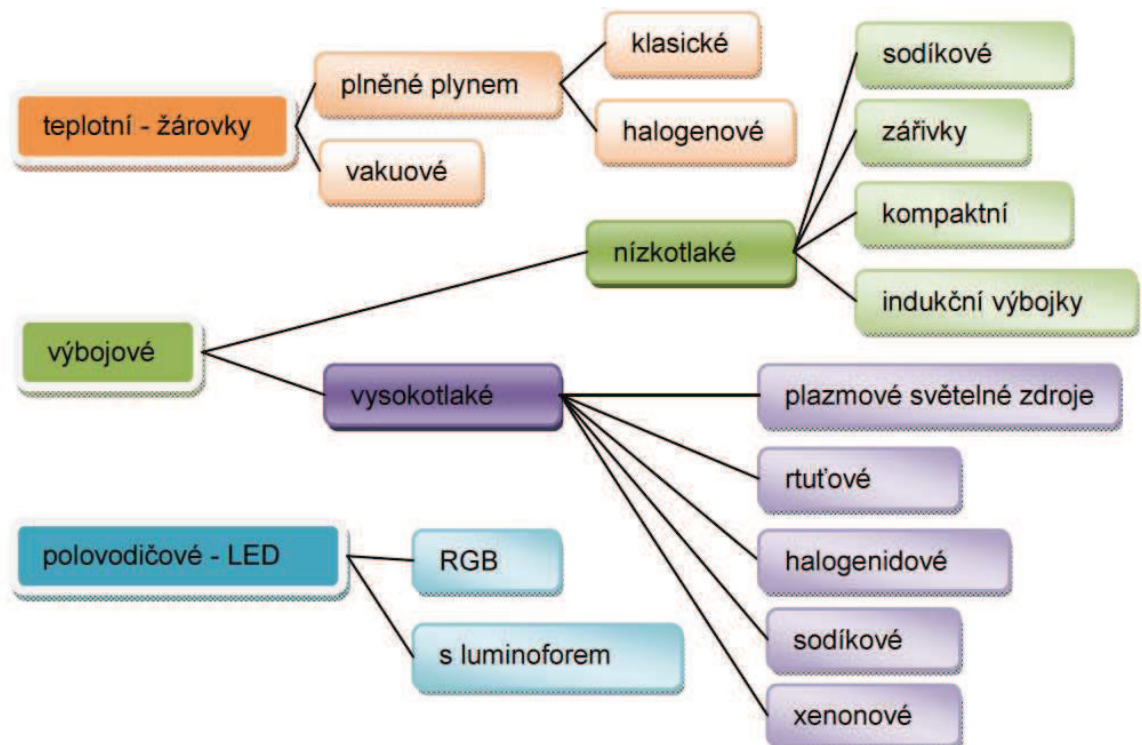 teplotní - žárovky
plněné plynem
klasické
halogenové
vakuové
výbojové
nízkotlaké
sodíkové
zářivky
kompaktní
indukční výbojky
vysokotlaké
plazmové světelné zdroje
rtuťové
halogenidové
sodíkové
xenonové
polovodičové - LED
RGB
s luminoforem